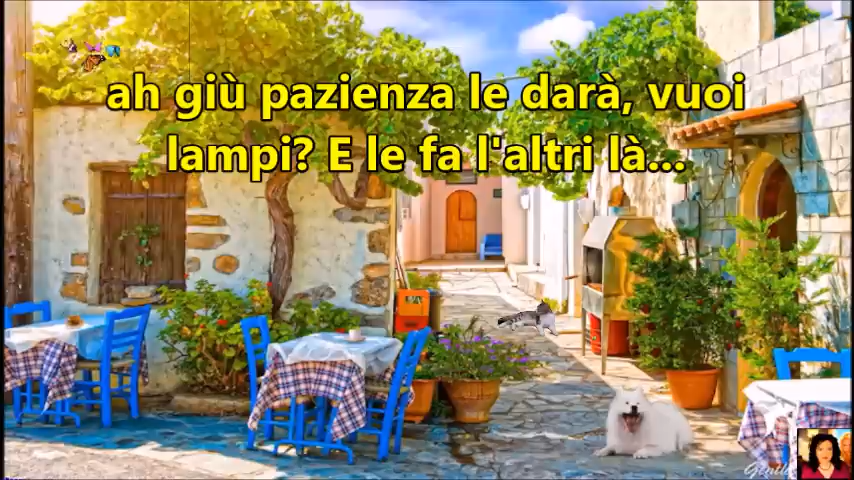 ah giù pazienza le darà, vuoi
lampi? E le fa l'altri là...